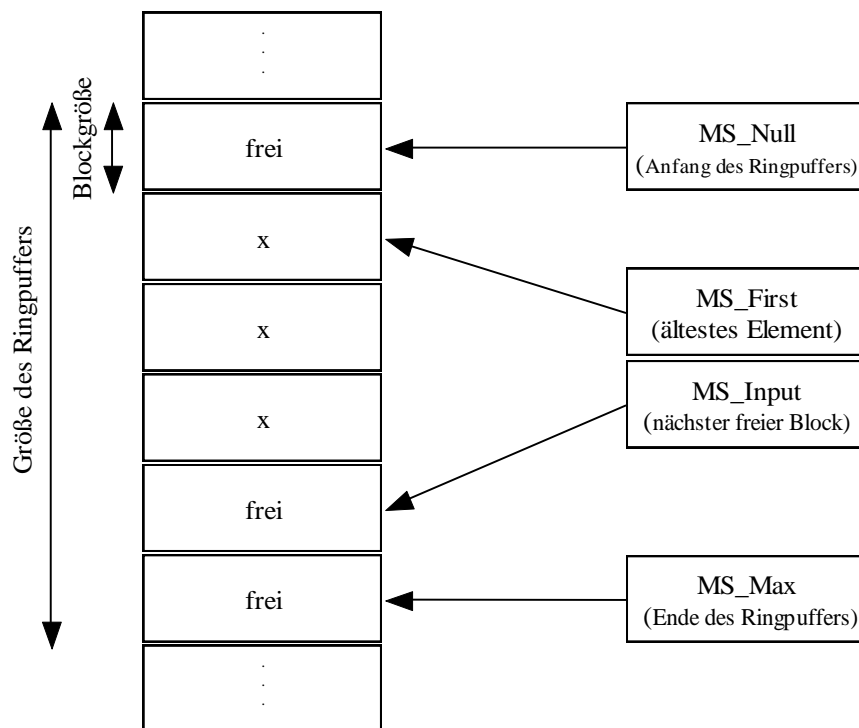 Größe des Ringpuffers
Blockgröße
.
.
.
frei
x
x
x
frei
frei
.
.
.
MS_Null
(Anfang des Ringpuffers)
MS_First
(ältestes Element)
MS_Input
(nächster freier Block)
MS_Max
(Ende des Ringpuffers)